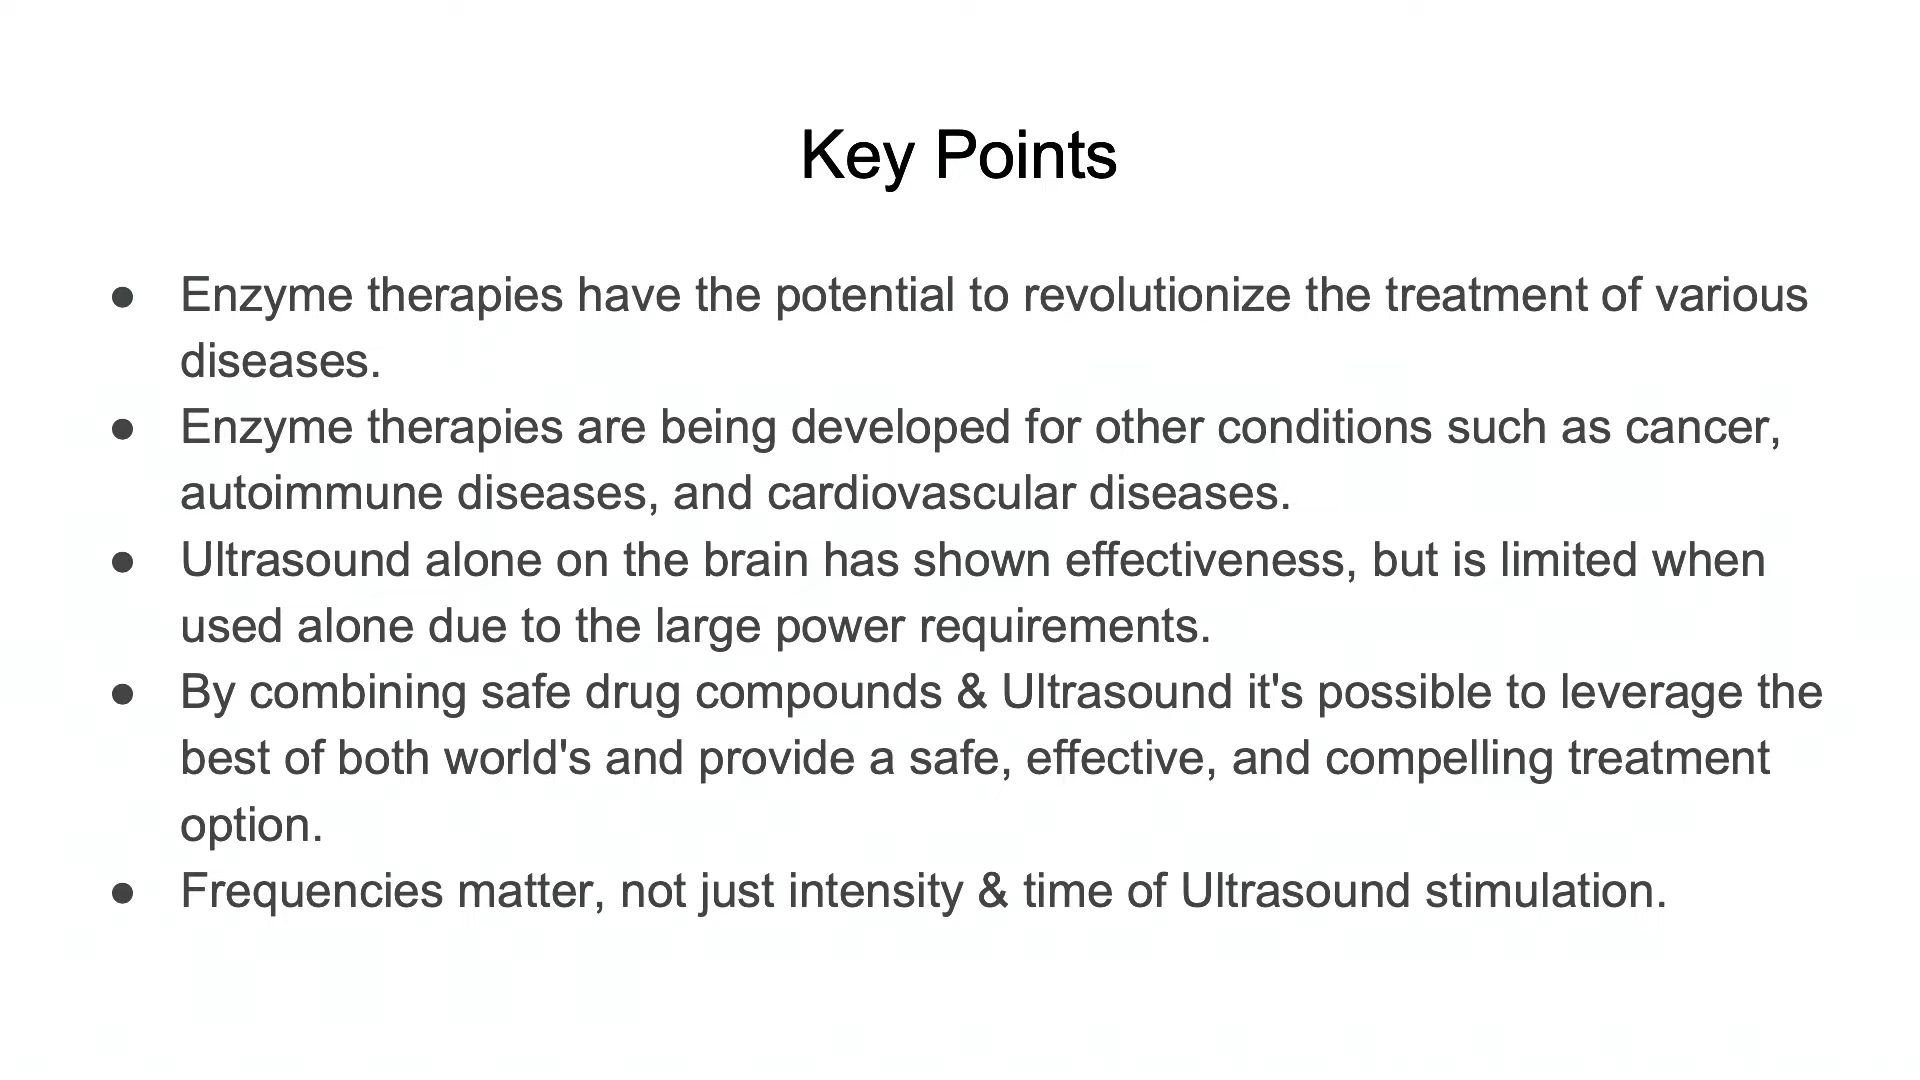 Key Points
● Enzyme therapies have the potential to revolutionize the treatment of various
diseases.
● Enzyme therapies are being developed for other conditions such as cancer,
autoimmune diseases, and cardiovascular diseases.
● Ultrasound alone on the brain has shown effectiveness, but is limited when
used alone due to the large power requirements.
● By combining safe drug compounds & Ultrasound it's possible to leverage the
best of both world's and provide a safe, effective, and compelling treatment
option.
● Frequencies matter, not just intensity & time of Ultrasound stimulation.